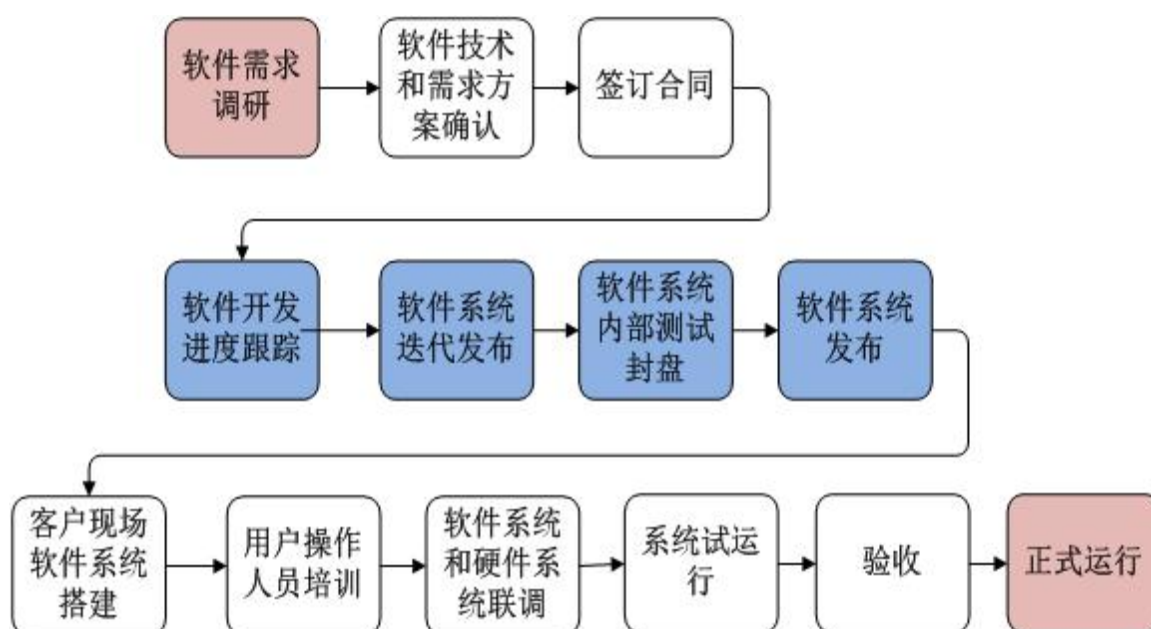 软件需求
调研
软件技术
和需求方
案确认
签订合同
软件开发
进度跟踪
软件系统
迭代发布
软件系统
内部测试
封盘
软件系统
发布
客户现场
软件系统
搭建
用户操作
人员培训
软件系统
和硬件系
统联调
系统试运
行
验收
正式运行